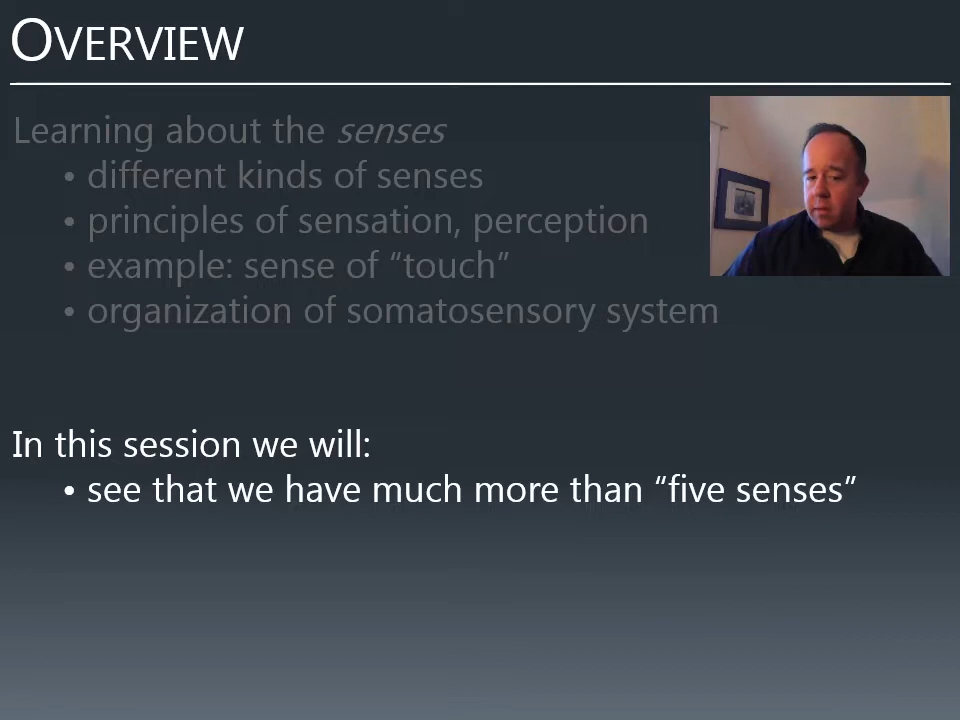 Overview
Learning about the senses
• different kinds of senses
• principles of sensation, perception
• example: sense of “touch”
• organization of somatosensory system
In this session we will:
• see that we have much more than “five senses”